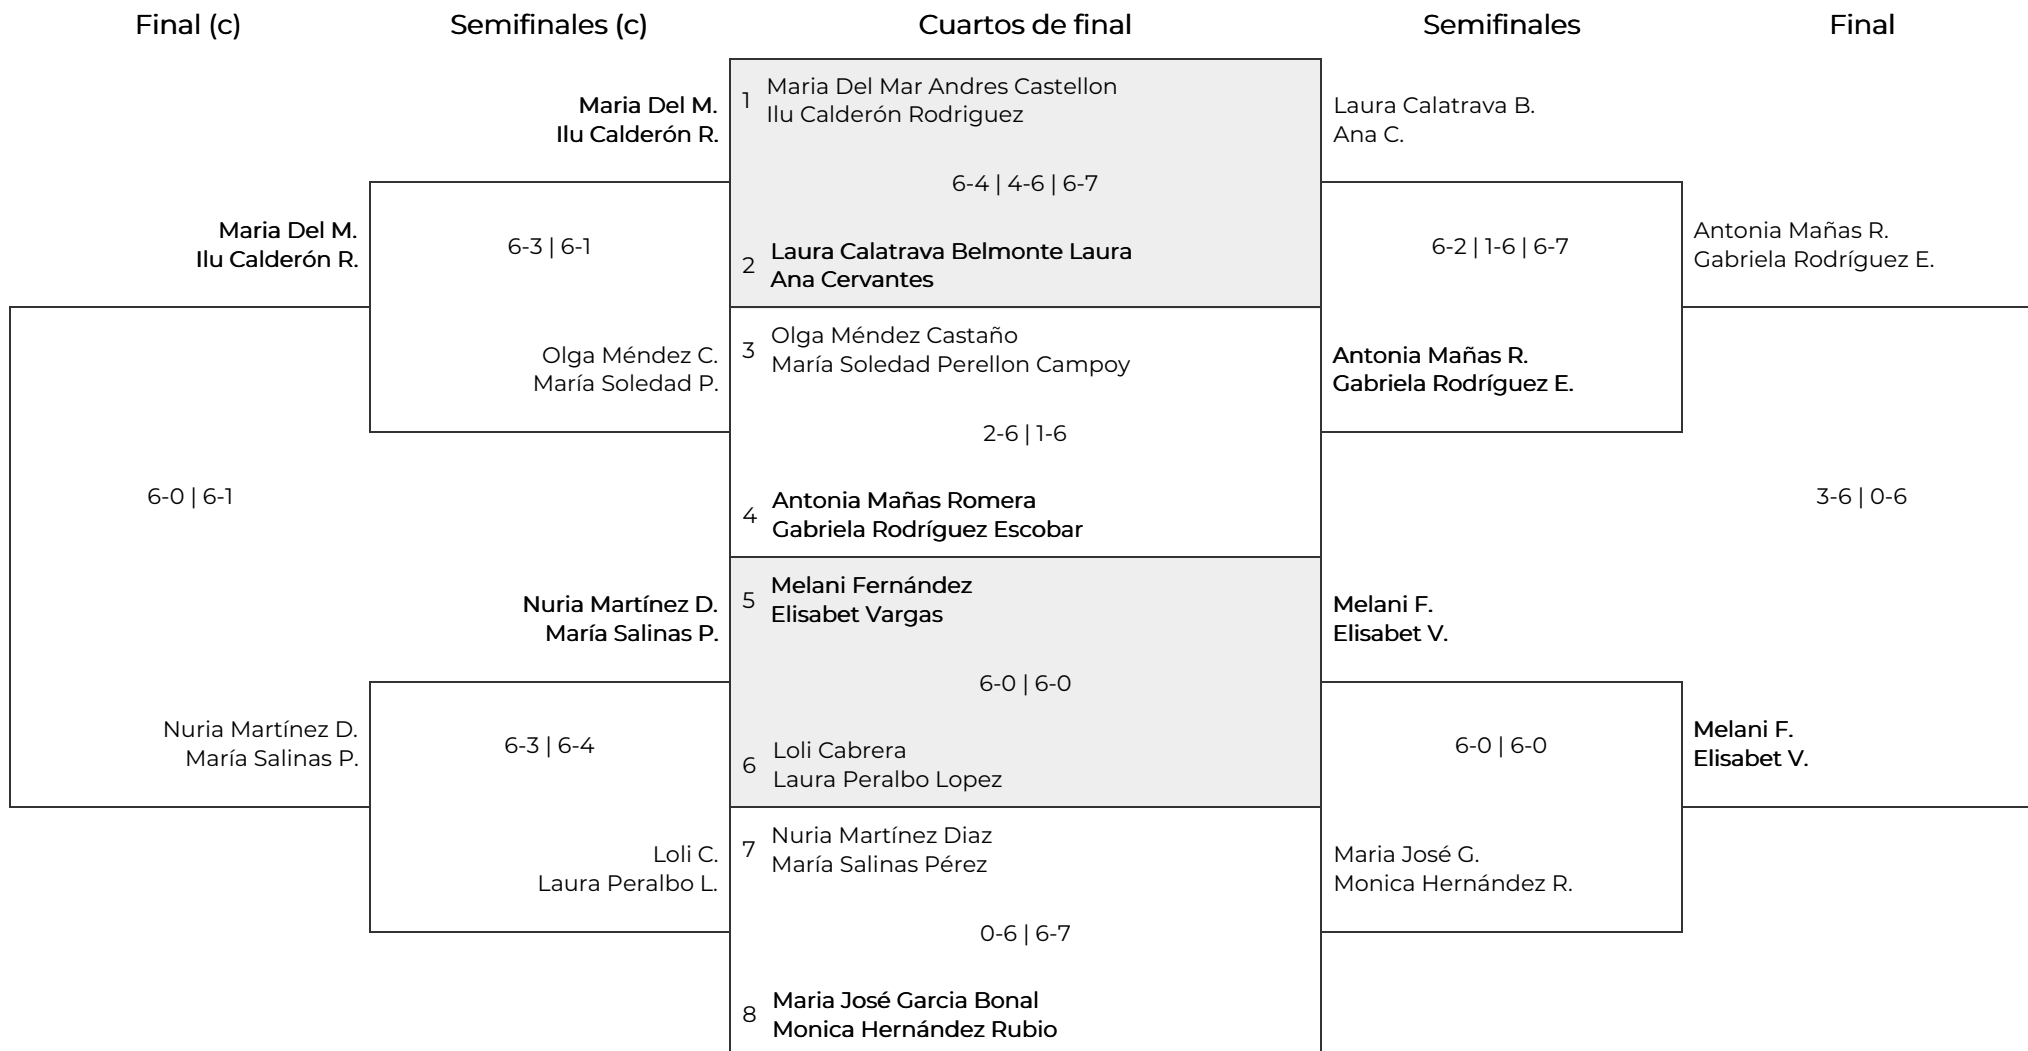 Final (c)
Semifinales (c)
Cuartos de final
Semifinales
Final
Maria Del M.
Ilu Calderón R.
6-0 | 6-1
Nuria Martínez D.
María Salinas P.
Maria Del M.
Ilu Calderón R.
6-3 | 6-1
Olga Méndez C.
María Soledad P.
Nuria Martínez D.
María Salinas P.
6-3 | 6-4
Loli C.
Laura Peralbo L.
1
Maria Del Mar Andres Castellon
Ilu Calderón Rodriguez
6-4 | 4-6 | 6-7
2
Laura Calatrava Belmonte Laura
Ana Cervantes
3
Olga Méndez Castaño
María Soledad Perellon Campoy
2-6 | 1-6
4
Antonia Mañas Romera
Gabriela Rodríguez Escobar
5
Melani Fernández
Elisabet Vargas
6-0 | 6-0
6
Loli Cabrera
Laura Peralbo Lopez
7
Nuria Martínez Diaz
María Salinas Pérez
0-6 | 6-7
8
Maria José Garcia Bonal
Monica Hernández Rubio
Laura Calatrava B.
Ana C.
6-2 | 1-6 | 6-7
Antonia Mañas R.
Gabriela Rodríguez E.
Melani F.
Elisabet V.
6-0 | 6-0
Maria José G.
Monica Hernández R.
Antonia Mañas R.
Gabriela Rodríguez E.
3-6 | 0-6
Melani F.
Elisabet V.